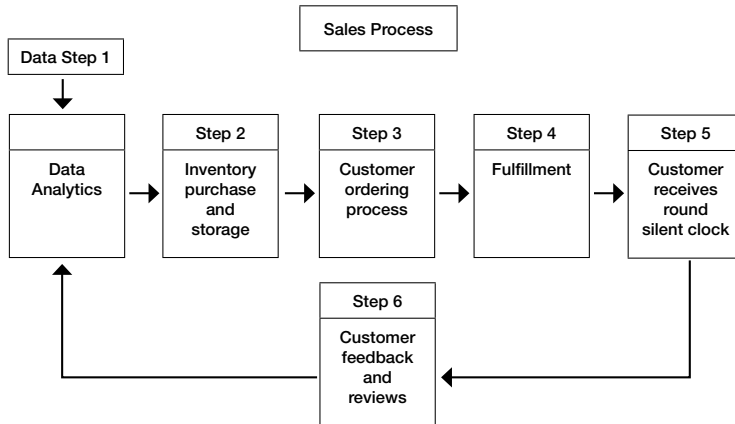 Sales Process
Data Step 1
Data
Analytics
Step 2
Inventory
purchase
and
storage
Step 3
Customer
ordering
process
Step 4
Fulfillment
Step 5
Customer
receives
round
silent clock
Step 6
Customer
feedback
and
reviews